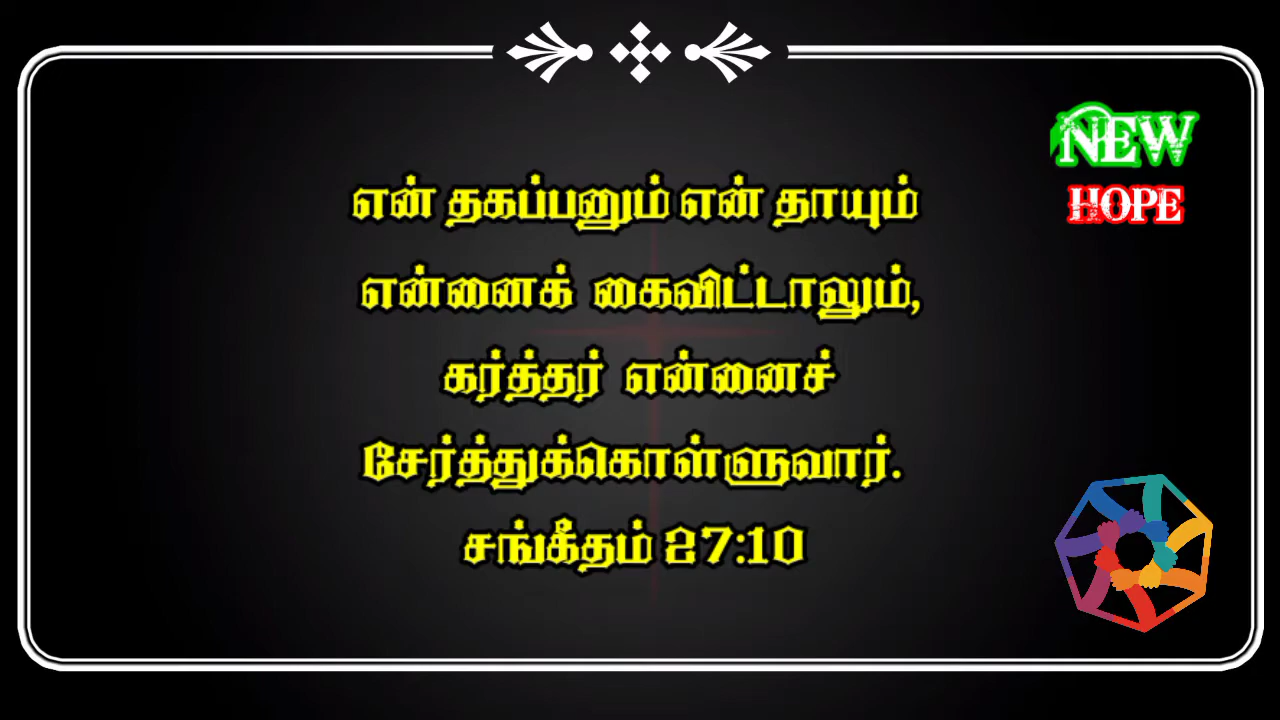 NEW
HOPE
என் தகப்பனும் என் தாயும்
என்னைக் கைவிட்டாலும்,
கர்த்தர் என்னைச்
சேர்த்துக்கொள்ளுவார்.
சங்கீதம் 27:10